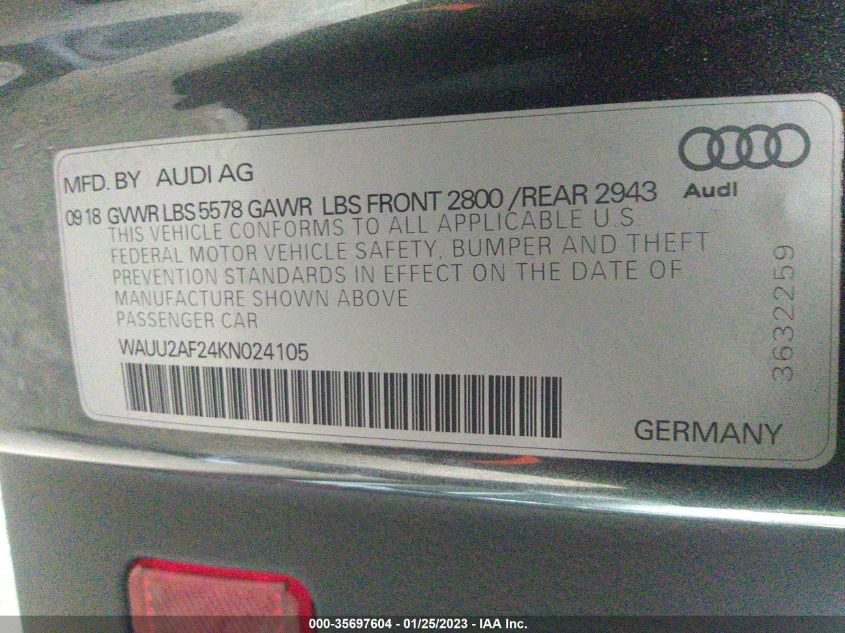 MFD. BY AUDI AG
Audi
09 18 GVWR LBS 5578 GAWR LBS FRONT 2800 /REAR 2943
THIS VEHICLE CONFORMS TO ALL APPLICABLE U S
FEDERAL MOTOR VEHICLE SAFETY, BUMPER AND THEFT
PREVENTION STANDARDS IN EFFECT ON THE DATE OF
MANUFACTURE SHOWN ABOVE
PASSENGER CAR
WAUU2AF24KN024105
3632259
GERMANY
000-35697604 - 01/25/2023 - IAA Inc.